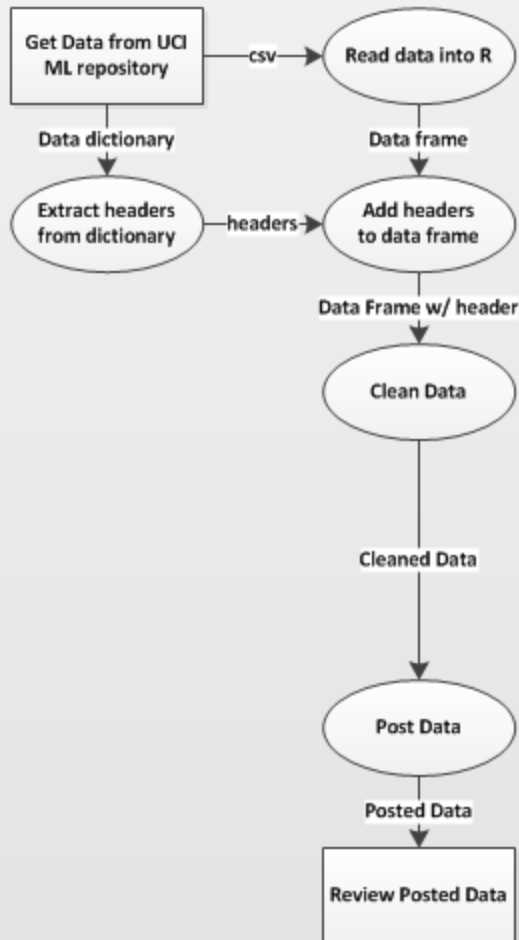 Get Data from UCI
ML repository
csv
Read data into R
Data dictionary
Data frame
Extract headers
from dictionary
headers
Add headers
to data frame
Data Frame w/ header
Clean Data
Cleaned Data
Post Data
Posted Data
Review Posted Data